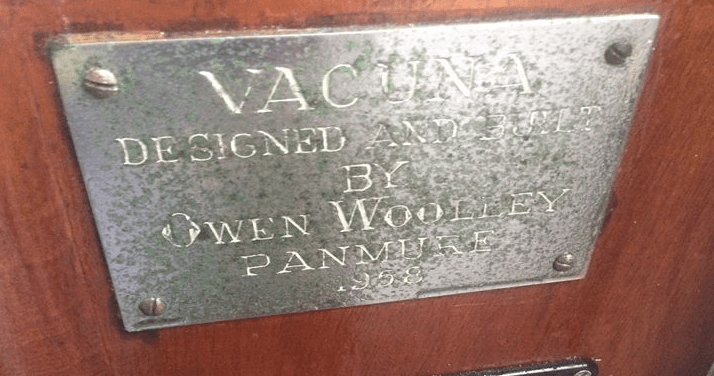 VACUNA
DESIGNED AND BUILT
BY
OWEN WOOLLEY
PANMURE
1958